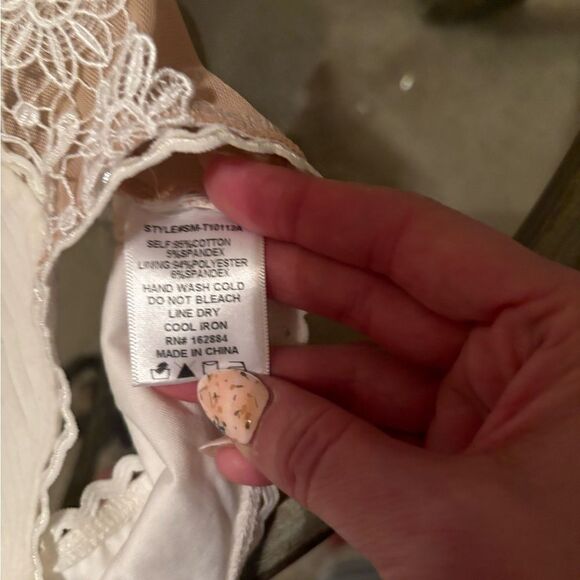 STYLE#SM-T10113A
SELF:95%COTTON
5%SPANDEX
LINING:94%POLYESTER
6%SPANDEX
HAND WASH COLD
DO NOT BLEACH
LINE DRY
COOL IRON
RN# 162884
MADE IN CHINA